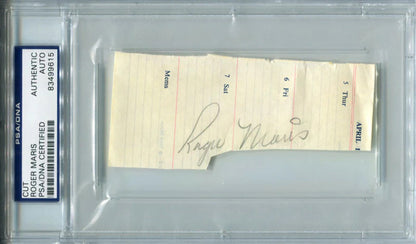 PSA/DNA
AUTHENTIC
AUTO
83499615
CUT
ROGER MARIS
PSA/DNA CERTIFIED
Mems
7 Sat
6 Fri
5 Thur
APRIL
Roger Maris